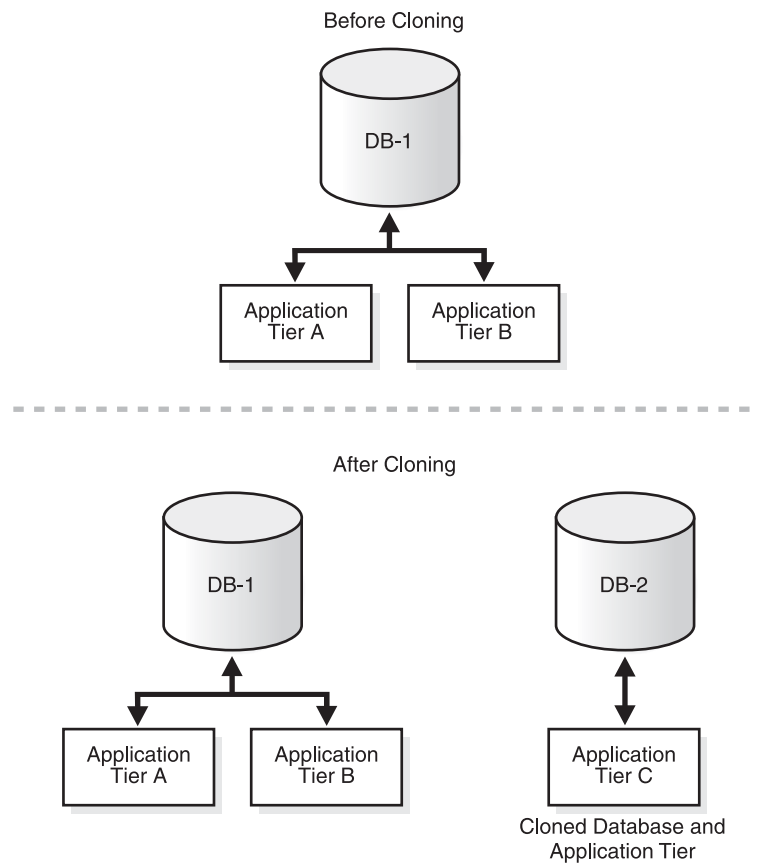 Before Cloning
DB-1
Application
Tier A
Application
Tier B
After Cloning
DB-1
DB-2
Application
Tier A
Application
Tier B
Application
Tier C
Cloned Database and
Application Tier